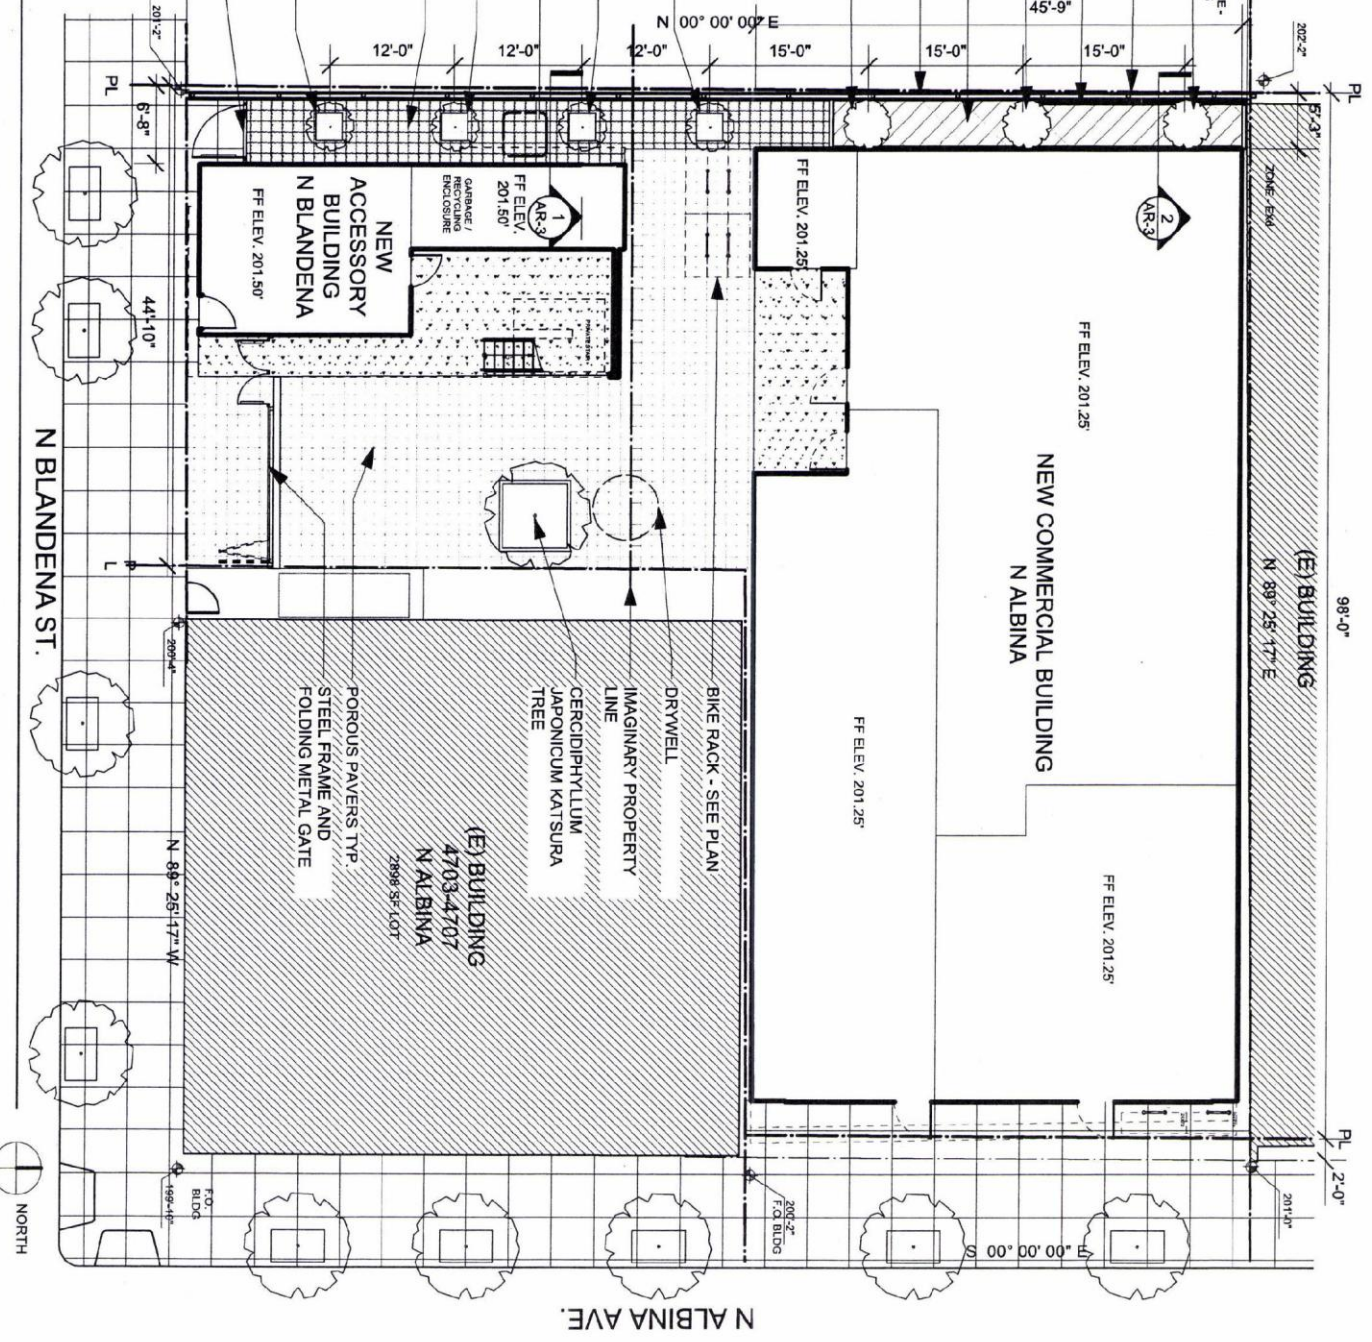 N 00° 00' 00" E
45'-9"
12'-0"
12'-0"
12'-0"
15'-0"
15'-0"
15'-0"
201'-2"
202'-2"
PL
PL
6'-8"
5'-3"
ZONE - EXd
44'-10"
FF ELEV. 201.50'
NEW
ACCESSORY
BUILDING
N BLANDENA
GARBAGE /
RECYCLING
ENCLOSURE
FF ELEV.
201.50'
1
AR-3
2
AR-3
FF ELEV. 201.25'
FF ELEV. 201.25'
NEW COMMERCIAL BUILDING
N ALBINA
FF ELEV. 201.25'
FF ELEV. 201.25'
(E) BUILDING
N 89° 25' 17" E
98'-0"
N BLANDENA ST.
L
200'-4"
BIKE RACK - SEE PLAN
DRYWELL
IMAGINARY PROPERTY
LINE
CERCIDIPHYLLUM
JAPONICUM KATSURA
TREE
POROUS PAVERS TYP.
STEEL FRAME AND
FOLDING METAL GATE
(E) BUILDING
4703-4707
N ALBINA
2898 SF LOT
N 89° 25' 17" W
PL
2'-0"
199'-10"
F.O.
BLDG
200'-2"
F.O. BLDG
201'-0"
S 00° 00' 00" E
NORTH
N ALBINA AVE.